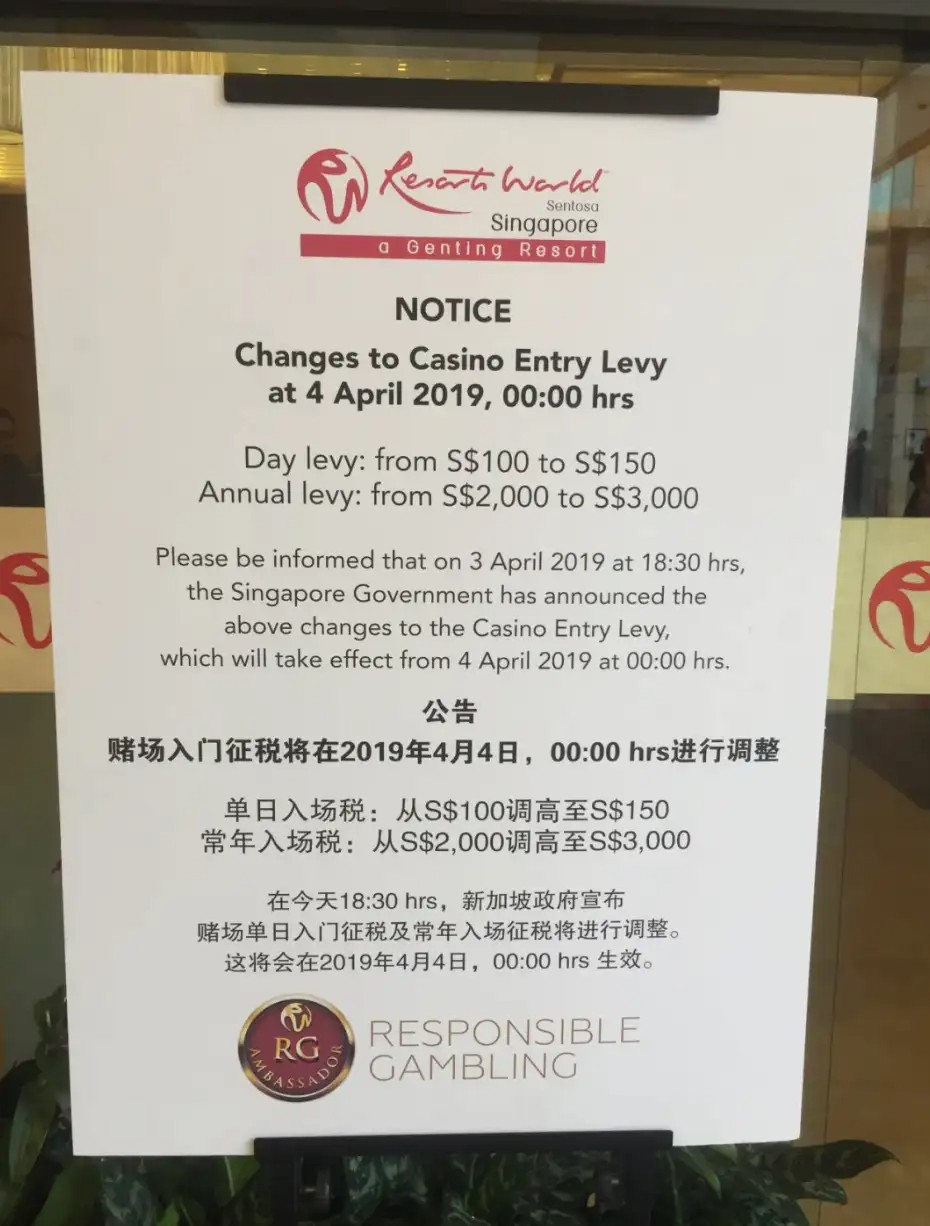 Resorts World
Sentosa
Singapore
a Genting Resort
NOTICE
Changes to Casino Entry Levy
at 4 April 2019, 00:00 hrs
Day levy: from S$100 to S$150
Annual levy: from S$2,000 to S$3,000
Please be informed that on 3 April 2019 at 18:30 hrs,
the Singapore Government has announced the
above changes to the Casino Entry Levy,
which will take effect from 4 April 2019 at 00:00 hrs.
公告
赌场入门征税将在2019年4月4日，00:00 hrs进行调整
单日入场税：从S$100调高至S$150
常年入场税：从S$2,000调高至S$3,000
在今天18:30 hrs，新加坡政府宣布
赌场单日入门征税及常年入场征税将进行调整。
这将会在2019年4月4日，00:00 hrs 生效。
RG
AMBASSADOR
RESPONSIBLE
GAMBLING